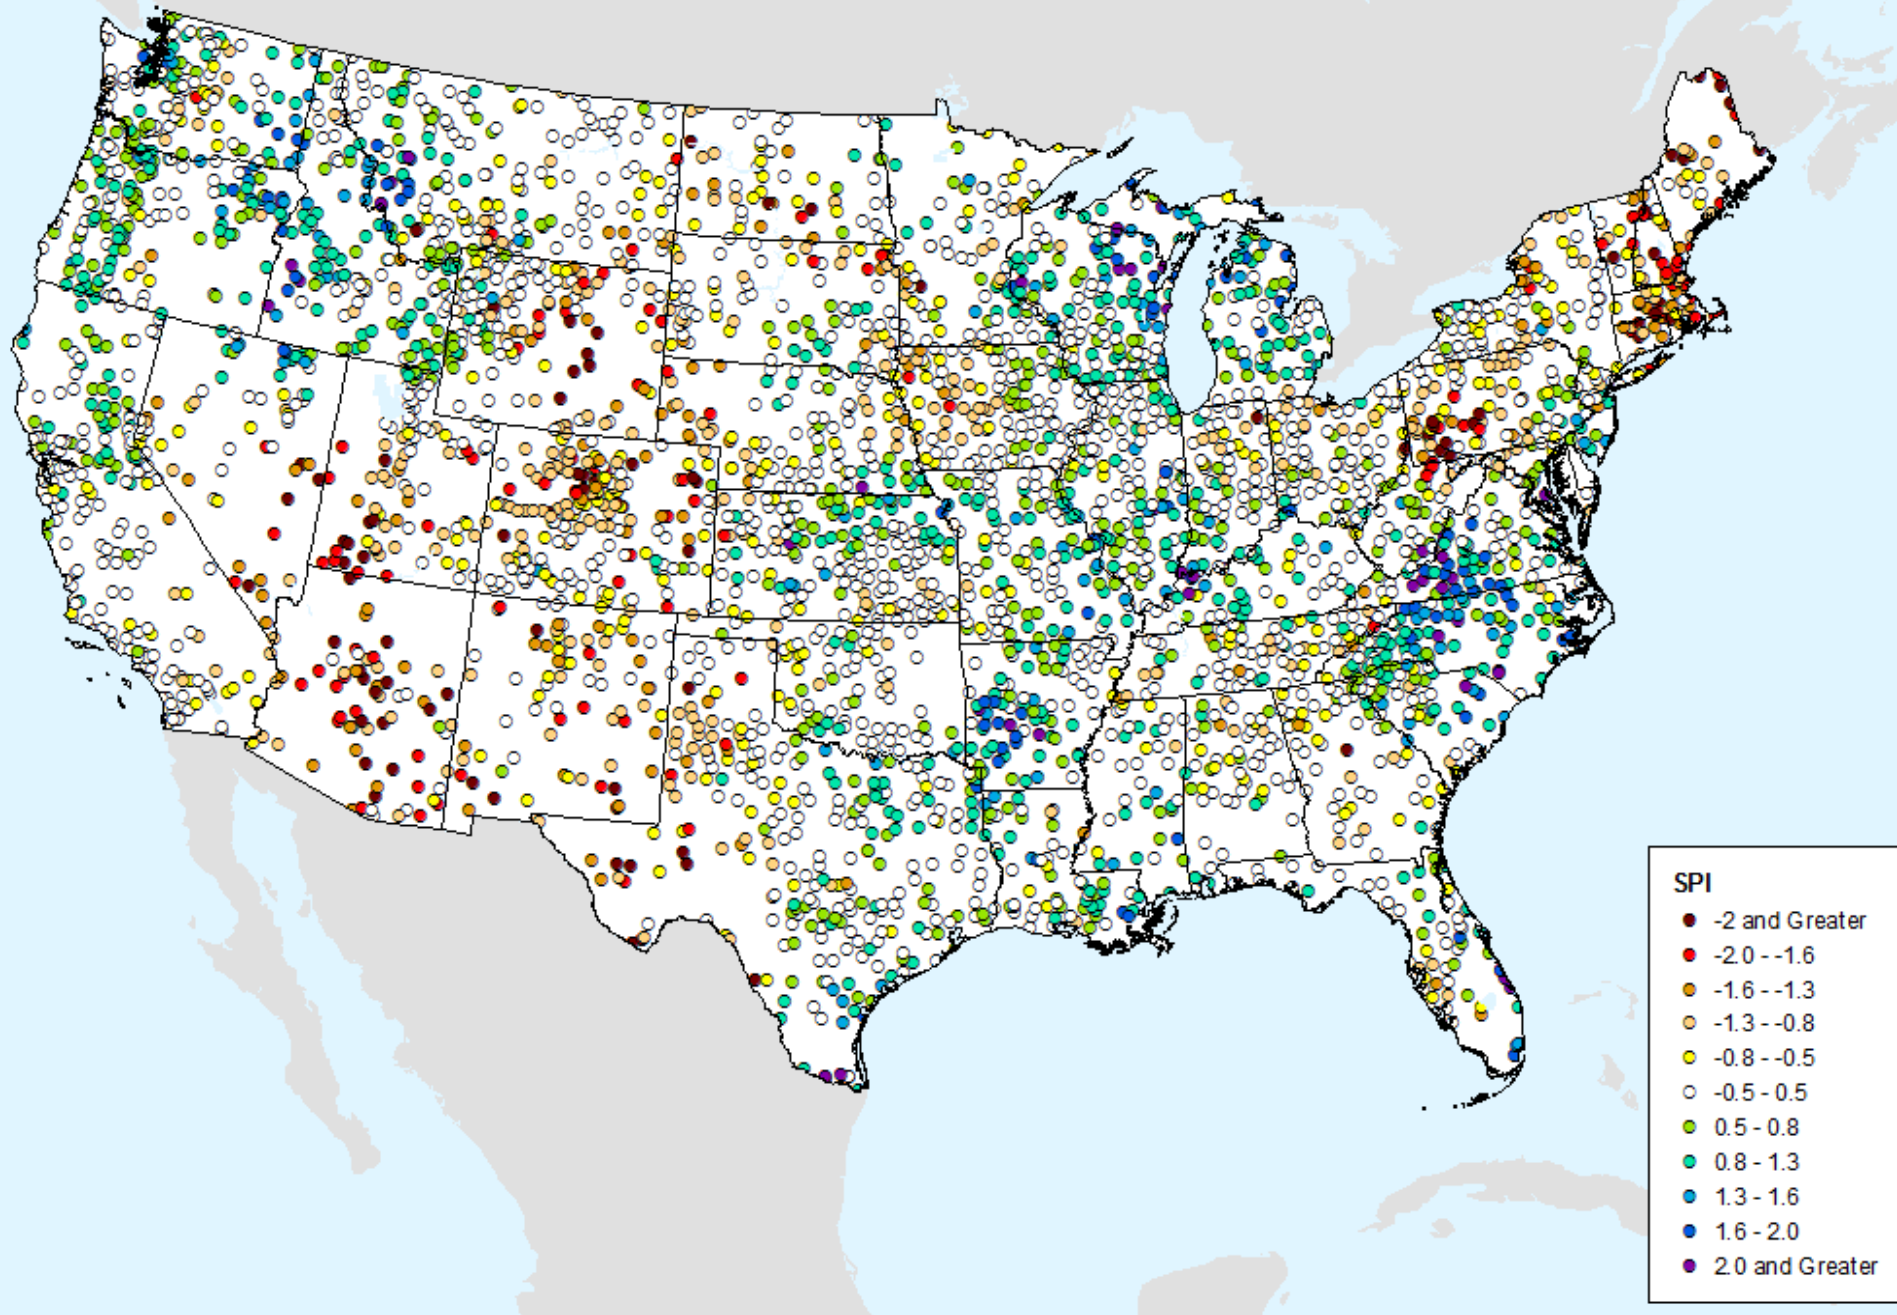 SPI
-2 and Greater
-2.0 - -1.6
-1.6 - -1.3
-1.3 - -0.8
-0.8 - -0.5
-0.5 - 0.5
0.5 - 0.8
0.8 - 1.3
1.3 - 1.6
1.6 - 2.0
2.0 and Greater